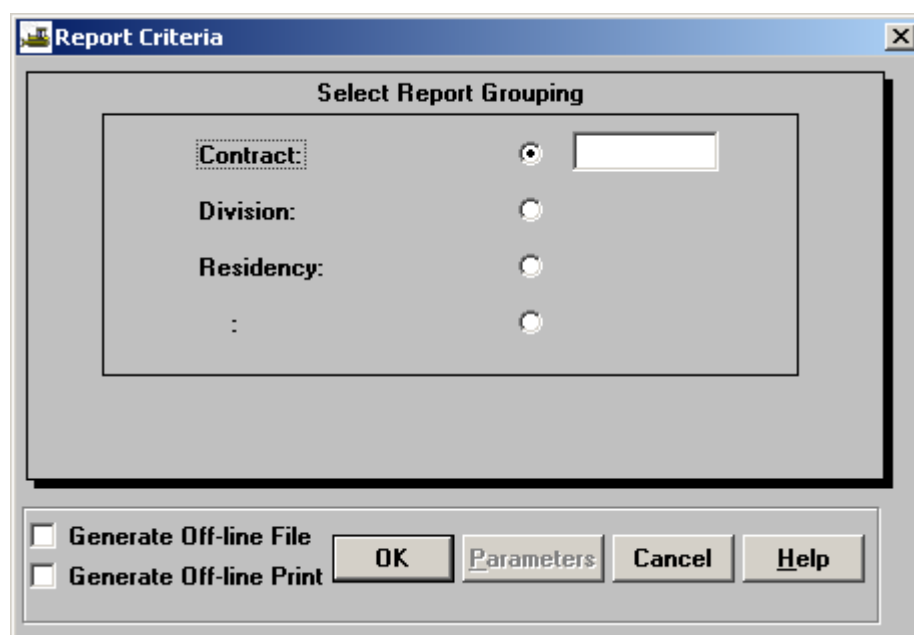 Report Criteria
Select Report Grouping
Contract:
Division:
Residency:
:
Generate Off-line File
Generate Off-line Print
OK
Parameters
Cancel
Help